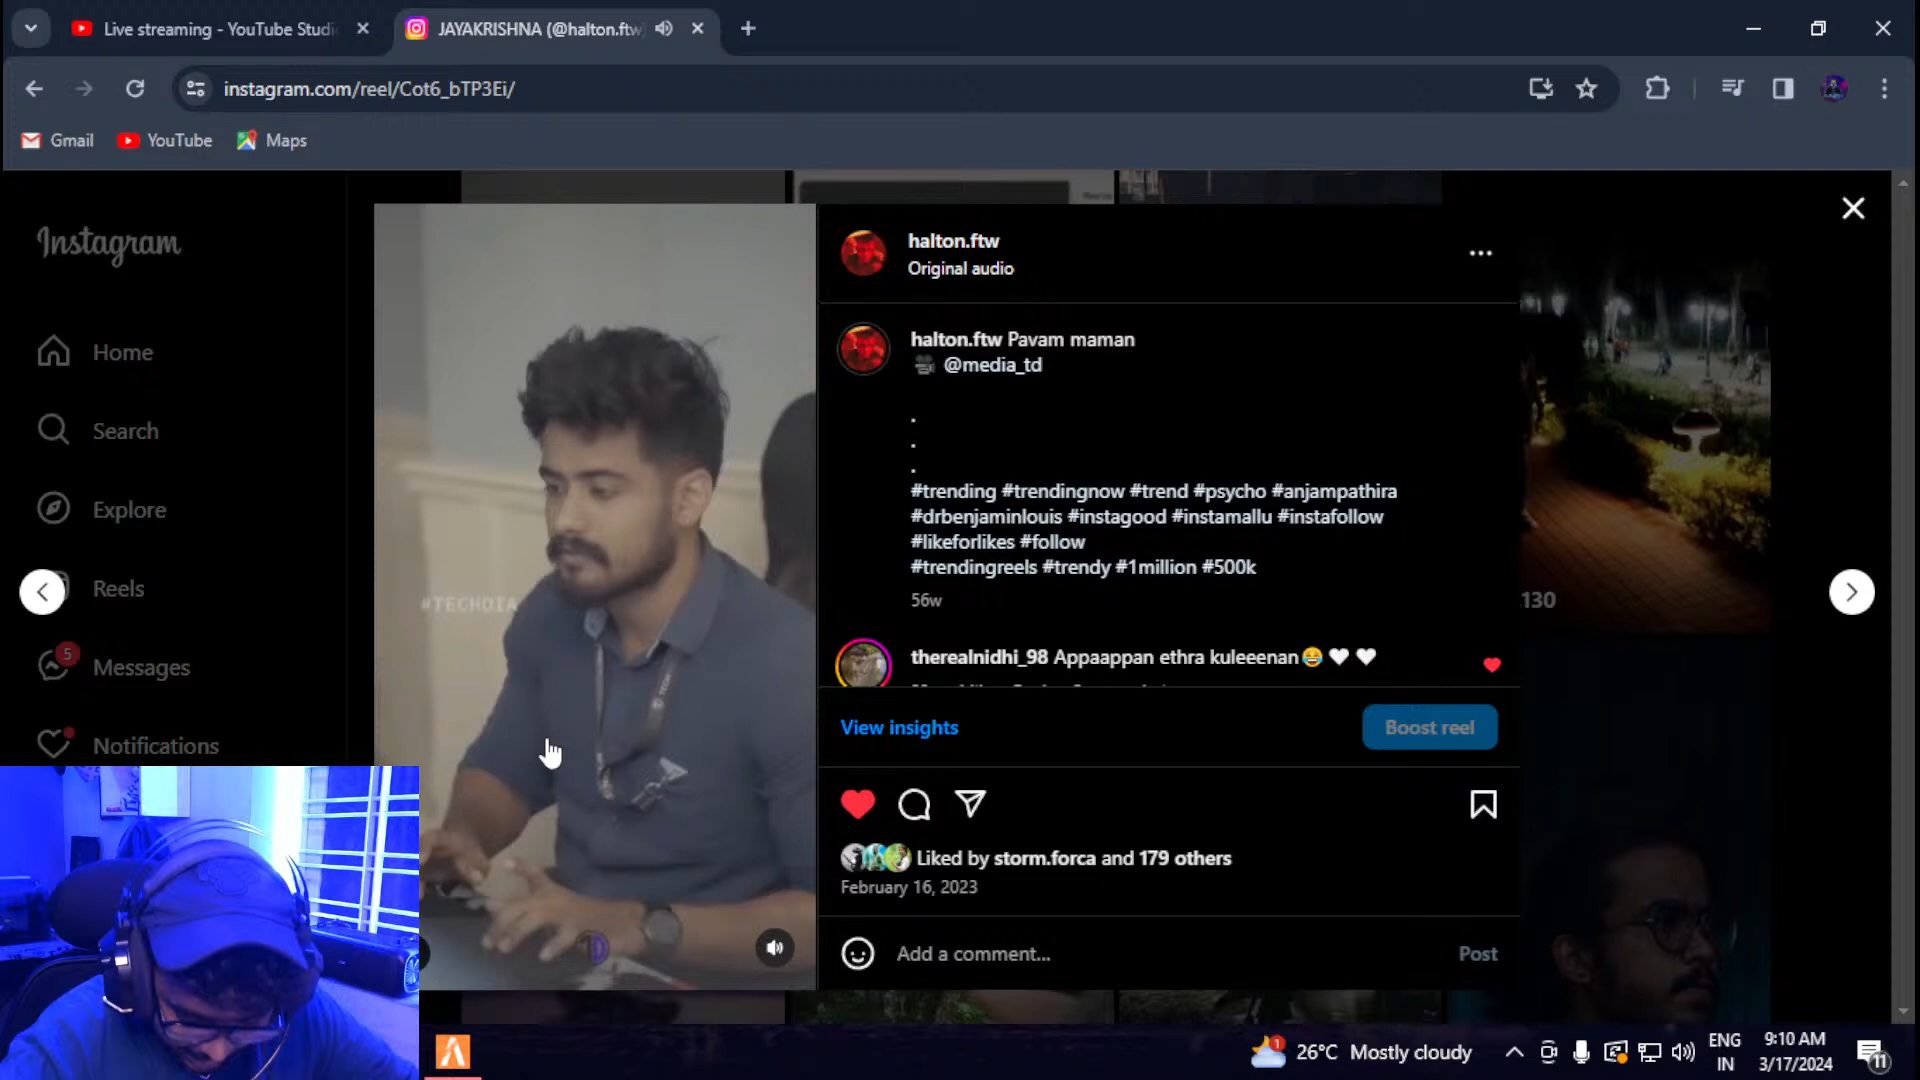 Live streaming - YouTube Studi
JAYAKRISHNA (@halton.ftw)
instagram.com/reel/Cot6_bTP3Ei/
Gmail
YouTube
Maps
Instagram
Home
Search
Explore
Reels
5
Messages
Notifications
#TECHDIA
halton.ftw
Original audio
halton.ftw Pavam maman
@media_td
.
.
.
#trending #trendingnow #trend #psycho #anjampathira
#drbenjaminlouis #instagood #instamallu #instafollow
#likeforlikes #follow
#trendingreels #trendy #1million #500k
56w
therealnidhi_98 Appaappan ethra kuleeenan😂🤍🤍
130
View insights
Boost reel
Liked by storm.forca and 179 others
February 16, 2023
Add a comment...
Post
1
26°C Mostly cloudy
ENG
IN
9:10 AM
3/17/2024
11